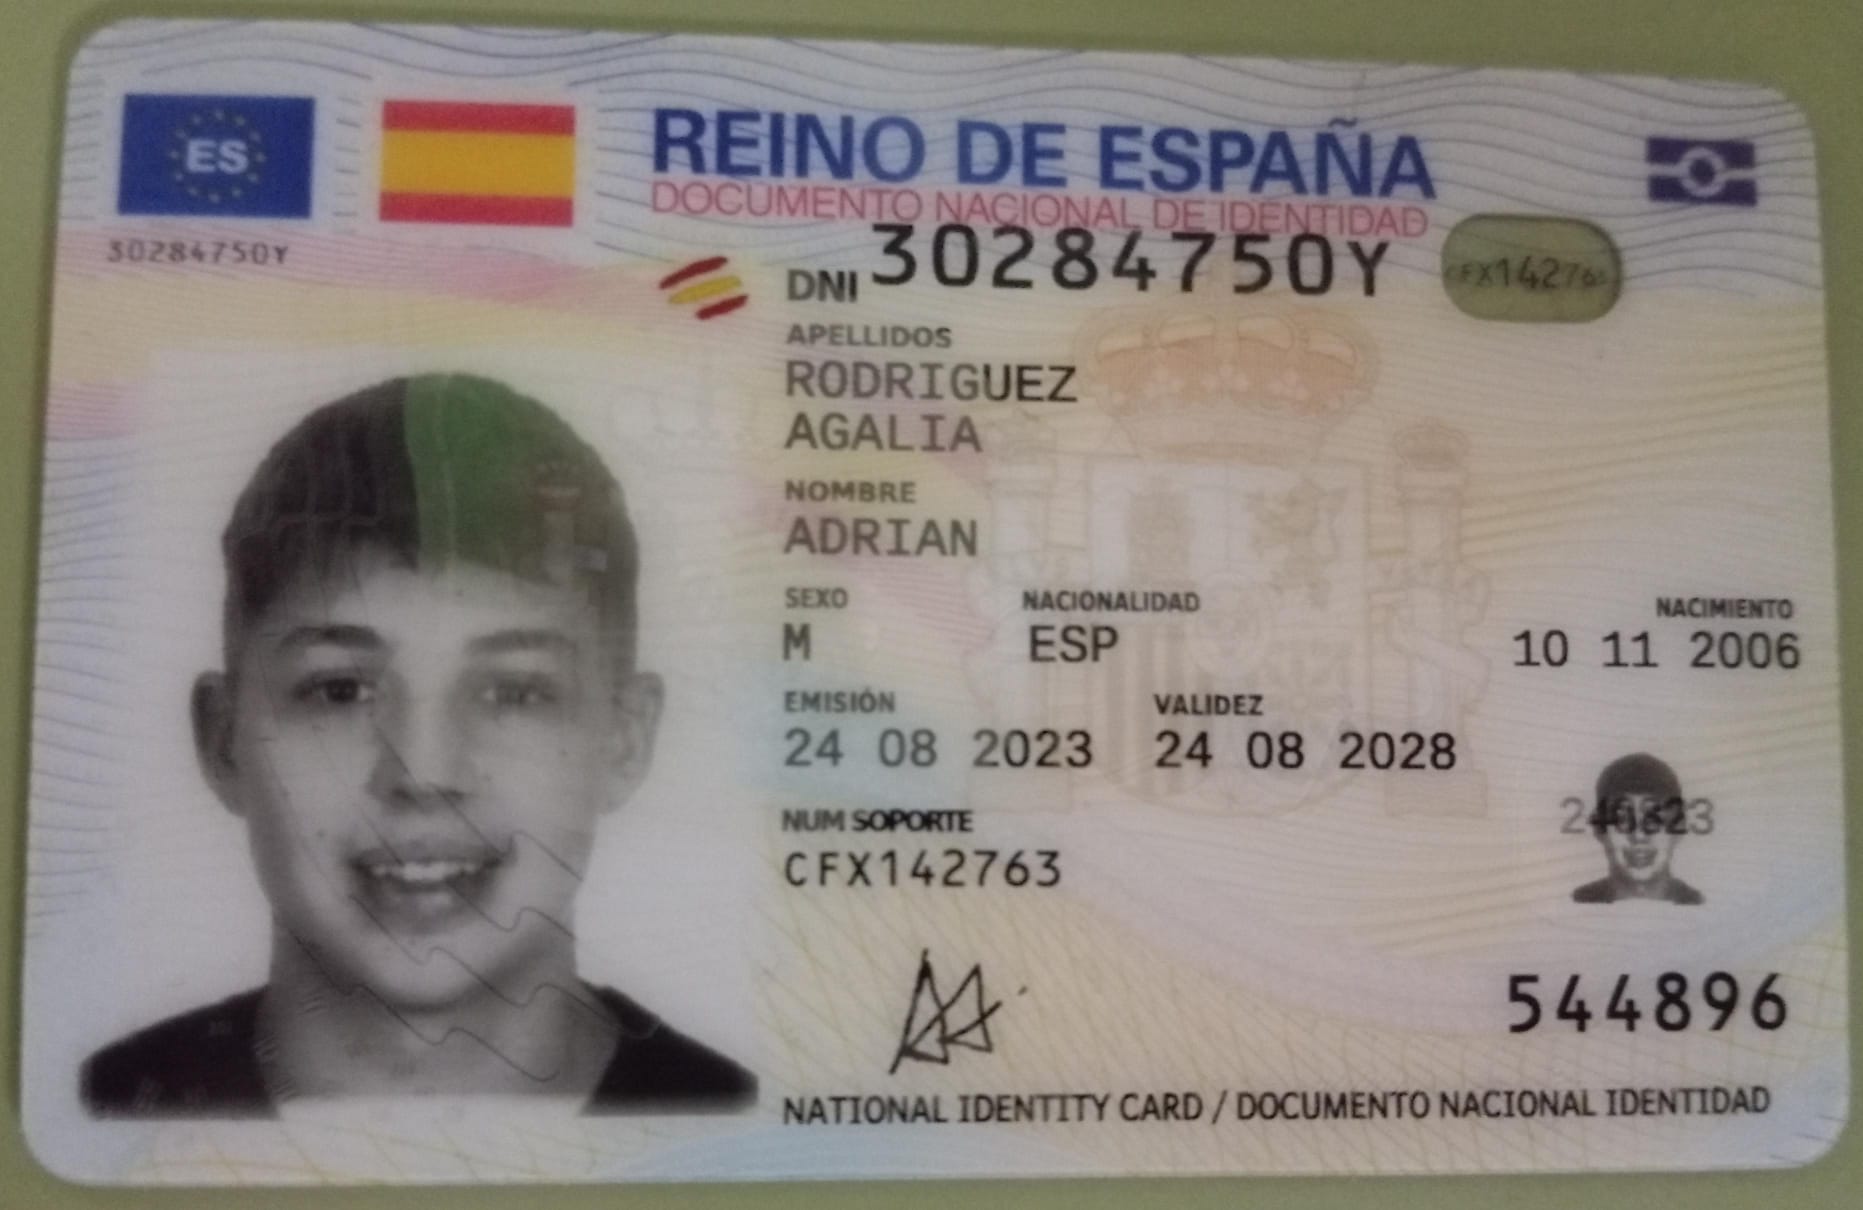 ES
REINO DE ESPAÑA
DOCUMENTO NACIONAL DE IDENTIDAD
30284750Y
DNI 30284750Y
APELLIDOS
RODRIGUEZ
AGALIA
NOMBRE
ADRIAN
SEXO NACIONALIDAD NACIMIENTO
M ESP 10 11 2006
EMISIÓN VALIDEZ
24 08 2023 24 08 2028
NUM SOPORTE
CFX142763
544896
NATIONAL IDENTITY CARD / DOCUMENTO NACIONAL IDENTIDAD